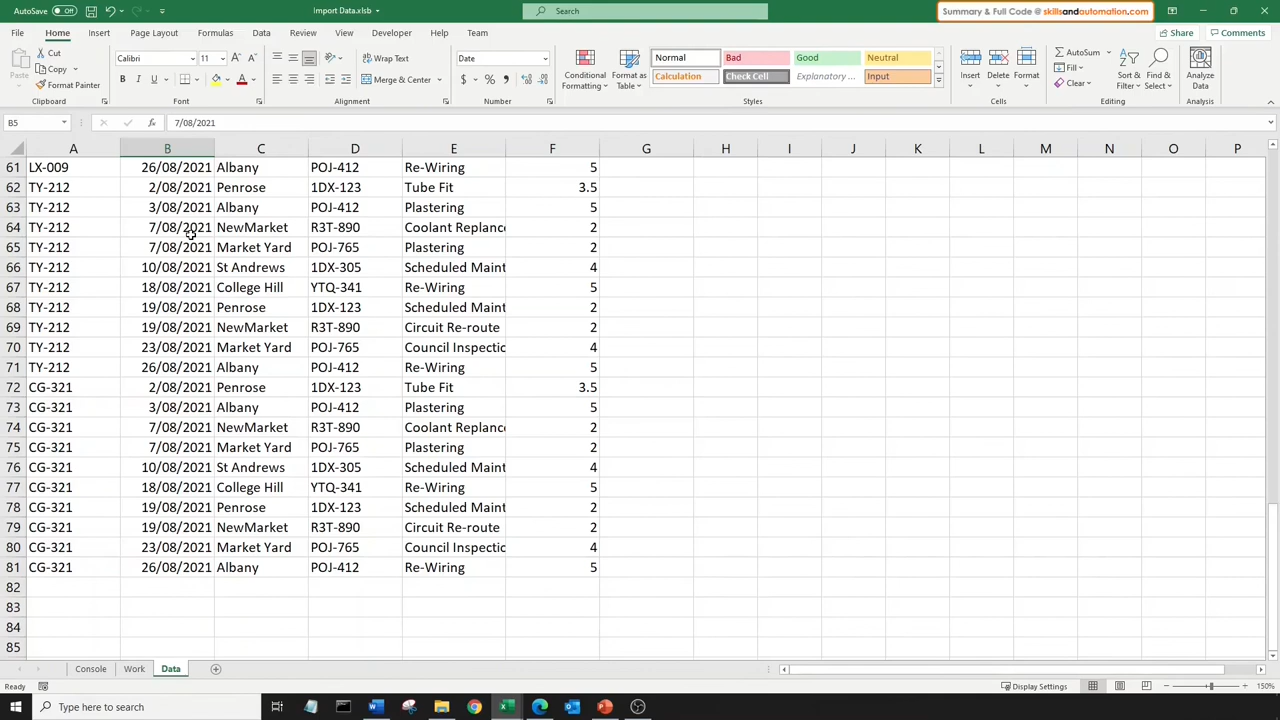 AutoSave Off Import Data.xlsb Search Summary & Full Code @ skillsandautomation.com
File Home Insert Page Layout Formulas Data Review View Developer Help Team Share Comments
Paste Cut Copy Format Painter Clipboard
Calibri 11 A A B I U A Font
Wrap Text Merge & Center Alignment
Date $ % , Number
Conditional Formatting Format as Table
Normal Bad Good Neutral
Calculation Check Cell Explanatory ... Input
Styles
Insert Delete Format Cells
AutoSum Fill Clear Sort & Filter Find & Select Editing
Analyze Data Analysis
B5 fx 7/08/2021
A B C D E F G H I J K L M N O P
61 LX-009 26/08/2021 Albany POJ-412 Re-Wiring 5
62 TY-212 2/08/2021 Penrose 1DX-123 Tube Fit 3.5
63 TY-212 3/08/2021 Albany POJ-412 Plastering 5
64 TY-212 7/08/2021 NewMarket R3T-890 Coolant Replanc 2
65 TY-212 7/08/2021 Market Yard POJ-765 Plastering 2
66 TY-212 10/08/2021 St Andrews 1DX-305 Scheduled Maint 4
67 TY-212 18/08/2021 College Hill YTQ-341 Re-Wiring 5
68 TY-212 19/08/2021 Penrose 1DX-123 Scheduled Maint 2
69 TY-212 19/08/2021 NewMarket R3T-890 Circuit Re-route 2
70 TY-212 23/08/2021 Market Yard POJ-765 Council Inspectic 4
71 TY-212 26/08/2021 Albany POJ-412 Re-Wiring 5
72 CG-321 2/08/2021 Penrose 1DX-123 Tube Fit 3.5
73 CG-321 3/08/2021 Albany POJ-412 Plastering 5
74 CG-321 7/08/2021 NewMarket R3T-890 Coolant Replanc 2
75 CG-321 7/08/2021 Market Yard POJ-765 Plastering 2
76 CG-321 10/08/2021 St Andrews 1DX-305 Scheduled Maint 4
77 CG-321 18/08/2021 College Hill YTQ-341 Re-Wiring 5
78 CG-321 19/08/2021 Penrose 1DX-123 Scheduled Maint 2
79 CG-321 19/08/2021 NewMarket R3T-890 Circuit Re-route 2
80 CG-321 23/08/2021 Market Yard POJ-765 Council Inspectic 4
81 CG-321 26/08/2021 Albany POJ-412 Re-Wiring 5
82
83
84
85
Console Work Data
Ready Display Settings 150%
Type here to search